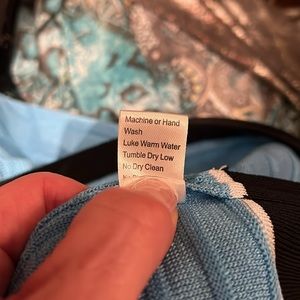 Machine or Hand
Wash
Luke Warm Water
Tumble Dry Low
No Dry Clean